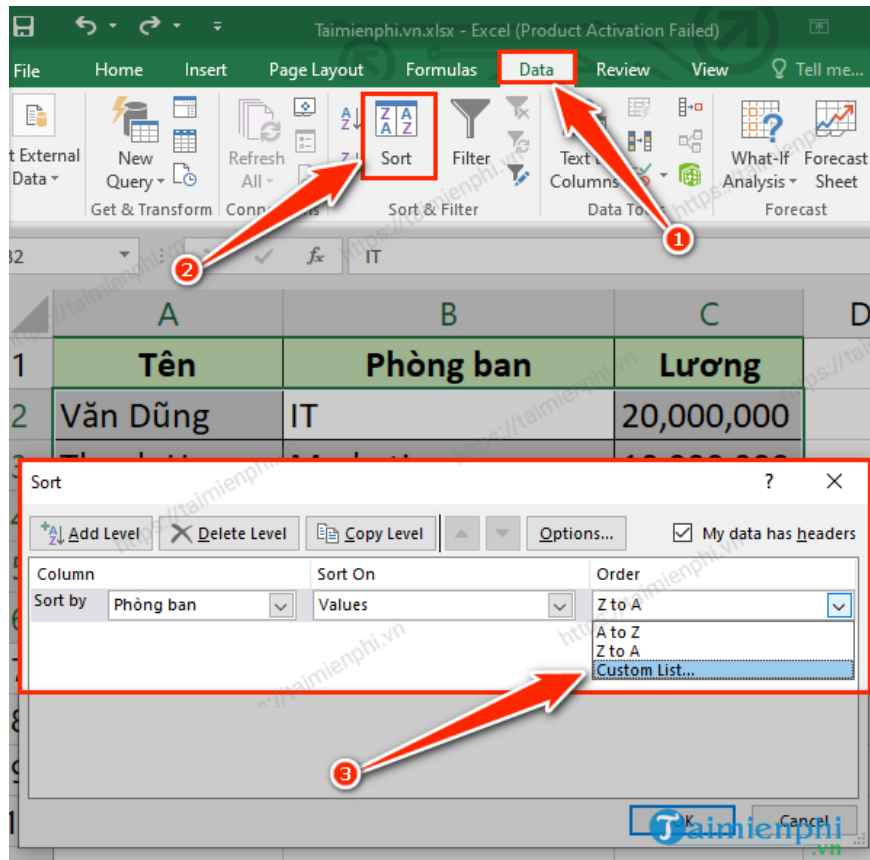 Taimienphi.vn.xlsx - Excel (Product Activation Failed)
File Home Insert Page Layout Formulas Data Review View Tell me...
t External Data
New Query
Refresh All
Sort
Filter
Columns
What-If Analysis
Forecast Sheet
Get & Transform
Sort & Filter
Forecast
1
2
fx IT
A B C D
1 Tên Phòng ban Lương
2 Văn Dũng IT 20,000,000
Sort ?
Add Level Delete Level Copy Level Options... My data has headers
Column Sort On Order
Sort by Phòng ban Values Z to A
A to Z
Z to A
Custom List...
3
Taimienphi
.vn